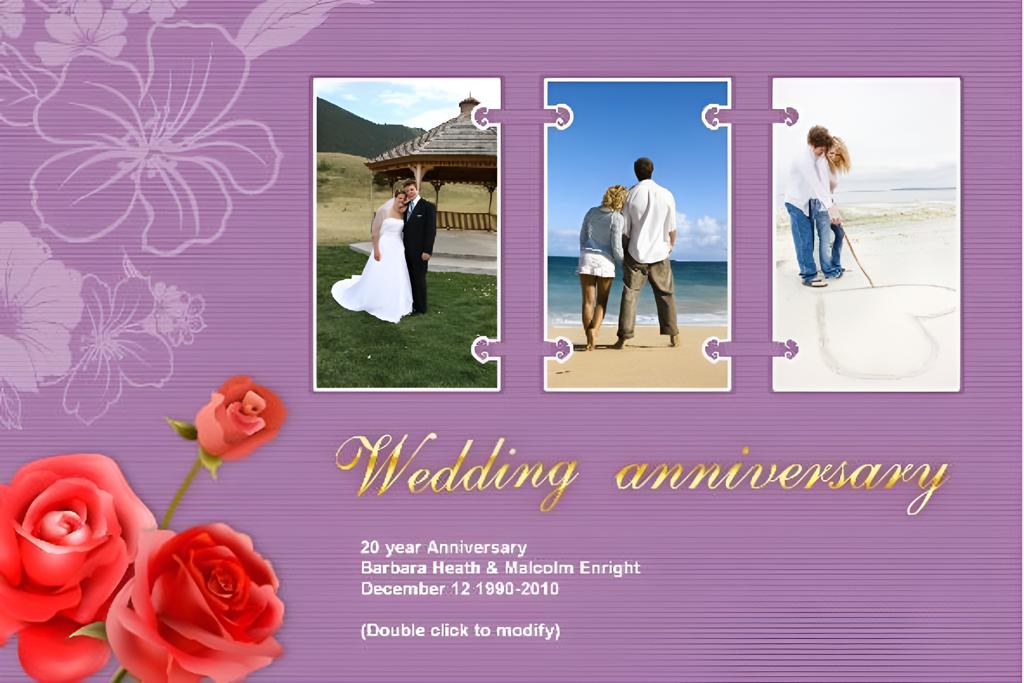 Wedding anniversary
20 year Anniversary
Barbara Heath & Malcolm Enright
December 12 1990-2010
(Double click to modify)